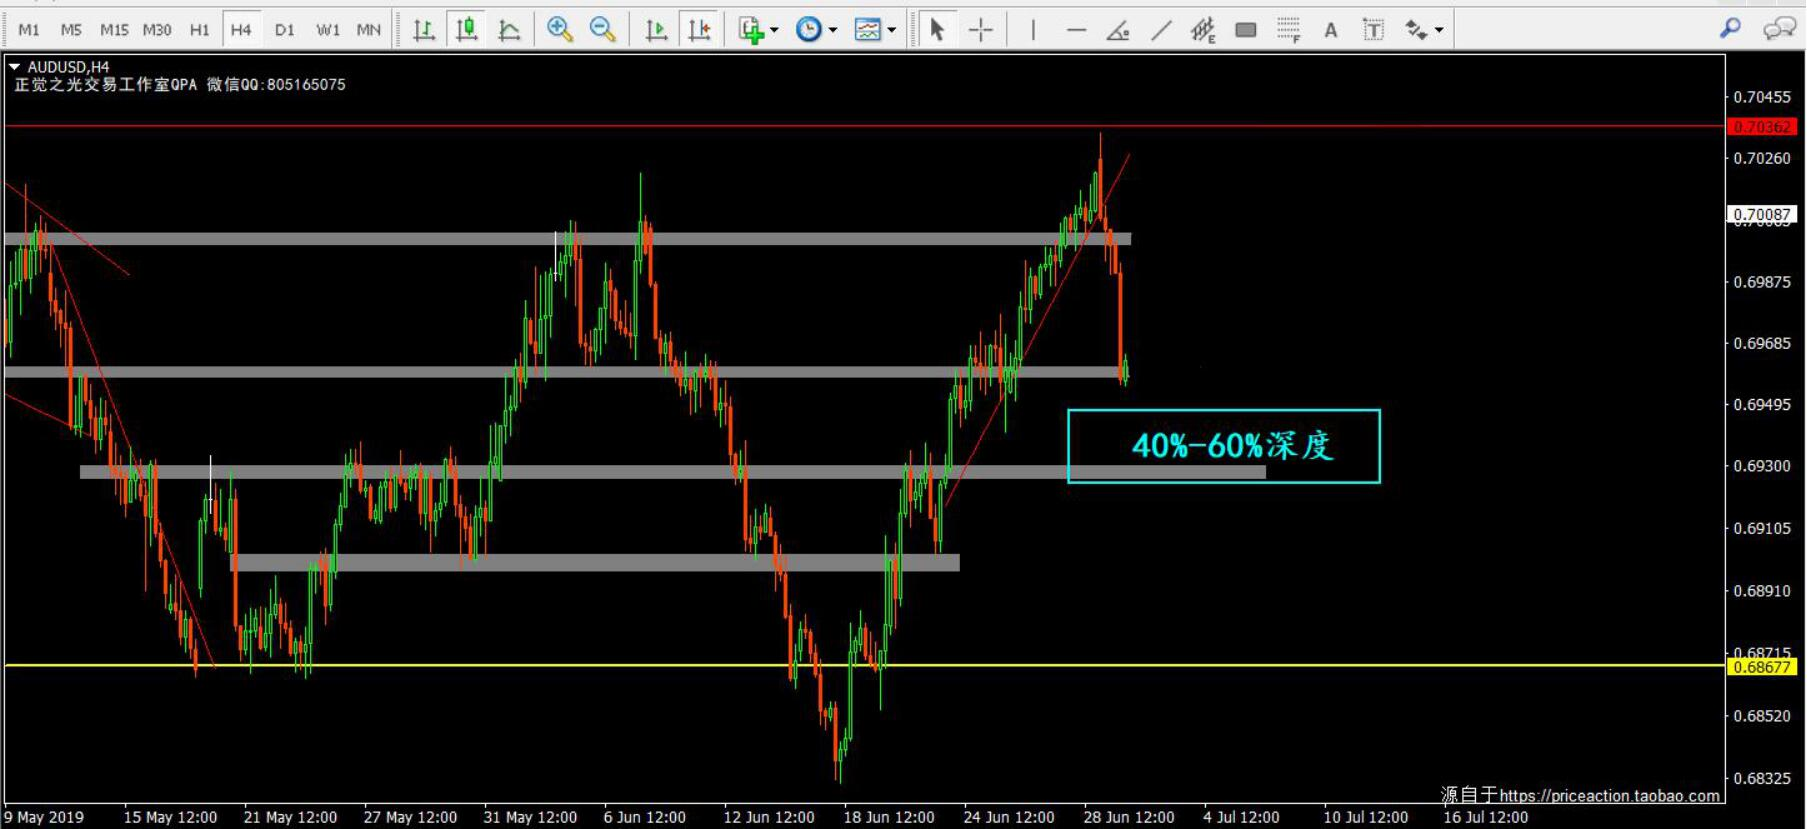 M1 M5 M15 M30 H1 H4 D1 W1 MN
E F A T
AUDUSD,H4
正觉之光交易工作室QPA 微信QQ:805165075
0.70455
0.70362
0.70260
0.70087
0.69875
0.69685
0.69495
40%-60%深度
0.69300
0.69105
0.68910
0.68715
0.68677
0.68520
0.68325
源自于https://priceaction.taobao.com
9 May 2019 15 May 12:00 21 May 12:00 27 May 12:00 31 May 12:00 6 Jun 12:00 12 Jun 12:00 18 Jun 12:00 24 Jun 12:00 28 Jun 12:00 4 Jul 12:00 10 Jul 12:00 16 Jul 12:00